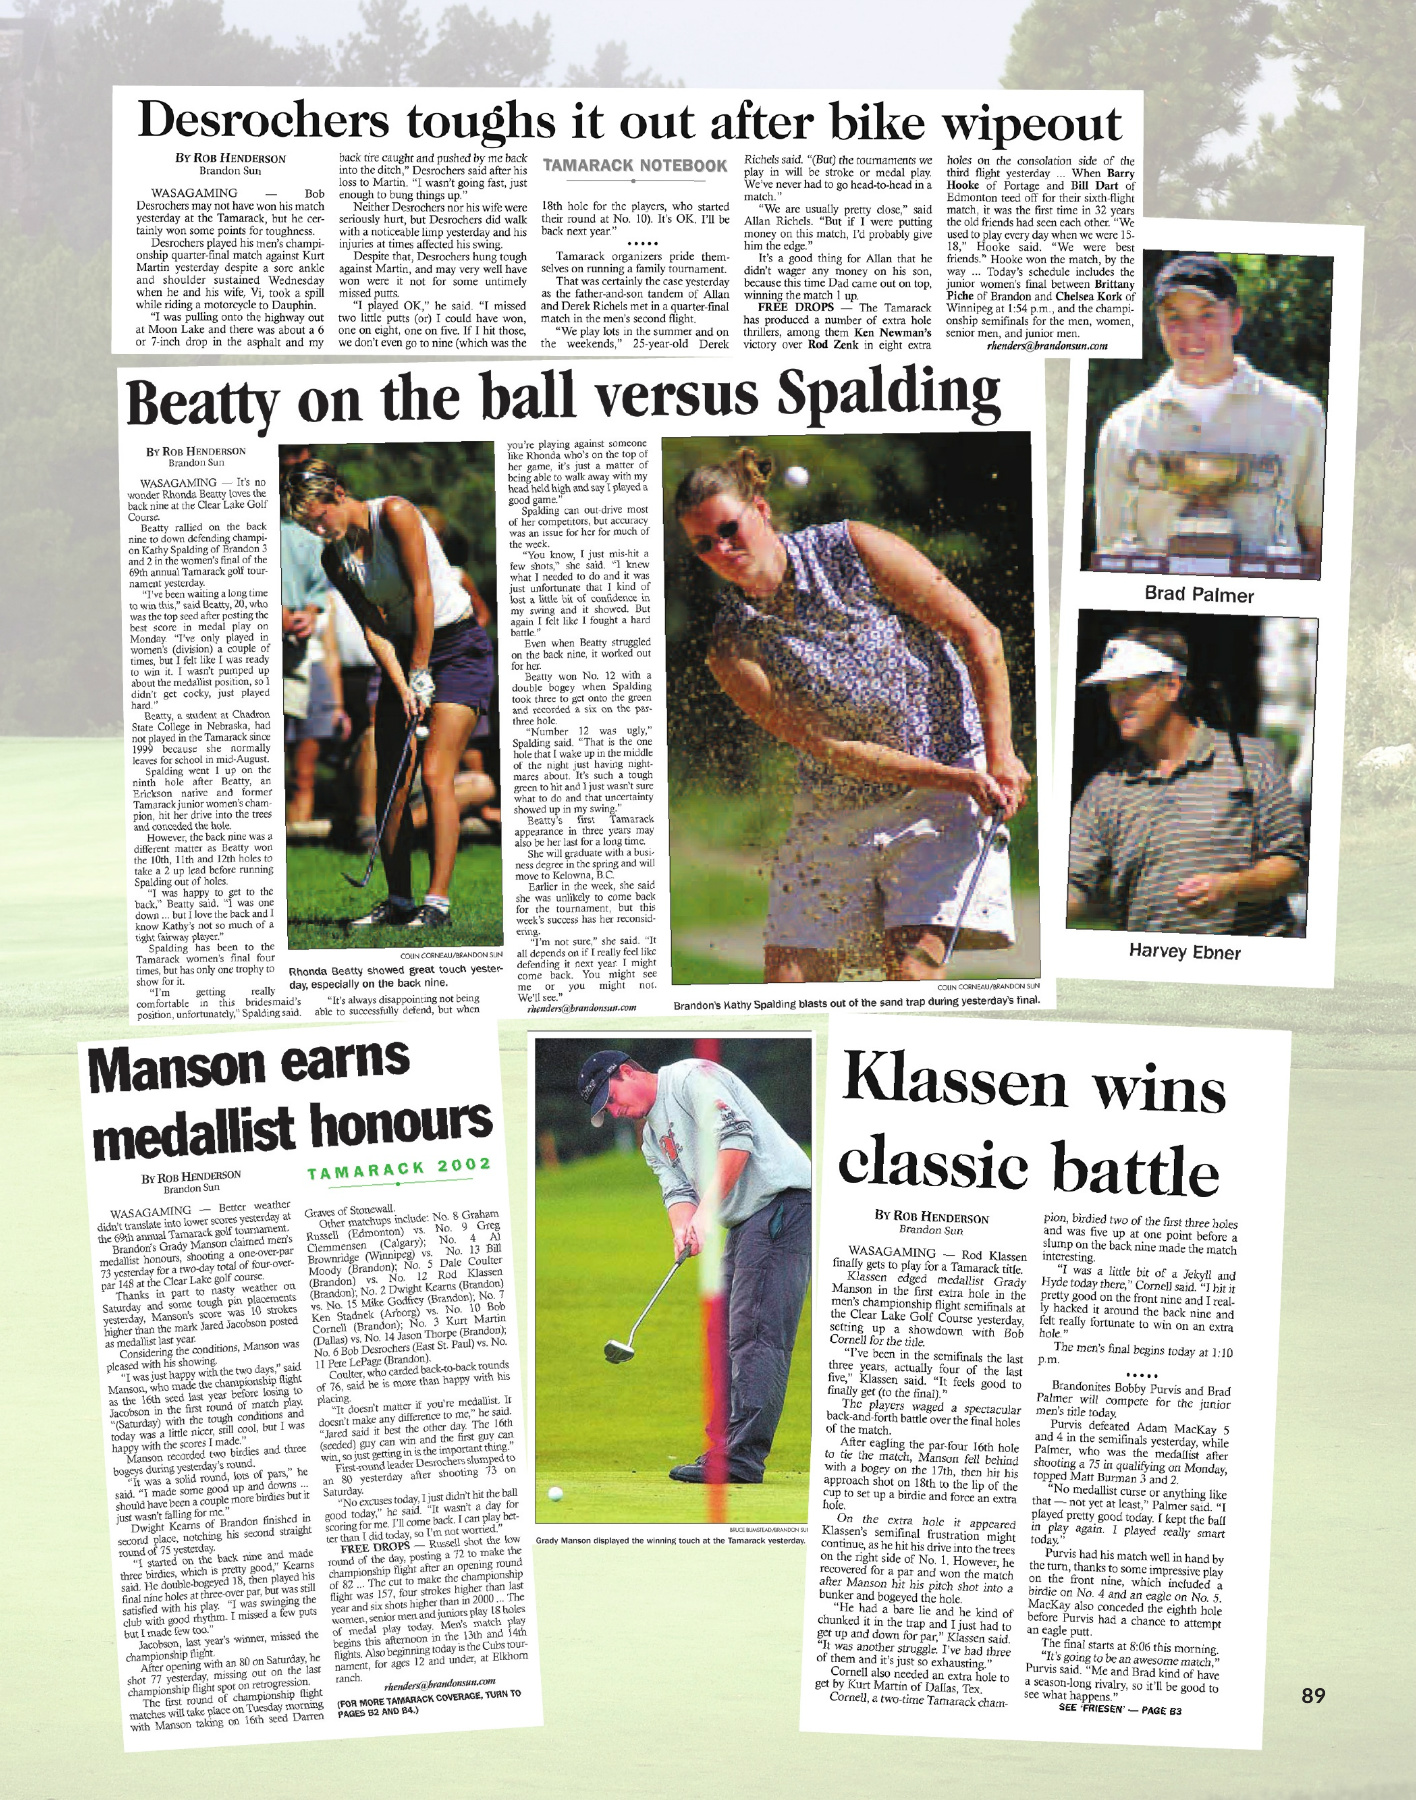 Desrochers toughs it out after bike wipeout
BY ROB HENDERSON
Brandon Sun
WASAGAMING — Bob
Desrochers may not have won his match
yesterday at the Tamarack, but he cer-
tainly won some points for toughness.
Desrochers played his men's champi-
onship quarter-final match against Kurt
Martin yesterday despite a sore ankle
and shoulder sustained Wednesday
when he and his wife, Vi, took a spill
while riding a motorcycle to Dauphin.
"I was pulling onto the highway out
at Moon Lake and there was about a 6
or 7-inch drop in the asphalt and my
back tire caught and pushed by me back
into the ditch," Desrochers said after his
loss to Martin. "I wasn't going fast, just
enough to bung things up."
Neither Desrochers nor his wife were
seriously hurt, but Desrochers did walk
with a noticeable limp yesterday and his
injuries at times affected his swing.
Despite that, Desrochers hung tough
against Martin, and may very well have
won were it not for some untimely
missed putts.
"I played OK," he said. "I missed
two little putts (or) I could have won,
one on eight, one on five. If I hit those,
we don't even go to nine (which was the
TAMARACK NOTEBOOK
18th hole for the players, who started
their round at No. 10). It's OK. I'll be
back next year."
•••••
Tamarack organizers pride them-
selves on running a family tournament.
That was certainly the case yesterday
as the father-and-son tandem of Allan
and Derek Richels met in a quarter-final
match in the men's second flight.
"We play lots in the summer and on
the weekends," 25-year-old Derek
Richels said. "(But) the tournaments we
play in will be stroke or medal play.
We've never had to go head-to-head in a
match."
"We are usually pretty close," said
Allan Richels. "But if I were putting
money on this match, I'd probably give
him the edge."
It's a good thing for Allan that he
didn't wager any money on his son,
because this time Dad came out on top,
winning the match 1 up.
FREE DROPS — The Tamarack
has produced a number of extra hole
thrillers, among them Ken Newman's
victory over Rod Zenk in eight extra
holes on the consolation side of the
third flight yesterday ... When Barry
Hooke of Portage and Bill Dart of
Edmonton teed off for their sixth-flight
match, it was the first time in 32 years
the old friends had seen each other. "We
used to play every day when we were 15-
18," Hooke said. "We were best
friends." Hooke won the match, by the
way ... Today's schedule includes the
junior women's final between Brittany
Piche of Brandon and Chelsea Kork of
Winnipeg at 1:54 p.m., and the champi-
onship semifinals for the men, women,
senior men, and junior men.
rhenders@brandonsun.com
Beatty on the ball versus Spalding
BY ROB HENDERSON
Brandon Sun
WASAGAMING — It's no
wonder Rhonda Beatty loves the
back nine at the Clear Lake Golf
Course.
Beatty rallied on the back
nine to down defending champi-
on Kathy Spalding of Brandon 3
and 2 in the women's final of the
69th annual Tamarack golf tour-
nament yesterday.
"I've been waiting a long time
to win this," said Beatty, 20, who
was the top seed after posting the
best score in medal play on
Monday. "I've only played in
women's (division) a couple of
times, but I felt like I was ready
to win it. I wasn't pumped up
about the medallist position, so I
didn't get cocky, just played
hard."
Beatty, a student at Chadron
State College in Nebraska, had
not played in the Tamarack since
1999 because she normally
leaves for school in mid-August.
Spalding went 1 up on the
ninth hole after Beatty, an
Erickson native and former
Tamarack junior women's cham-
pion, hit her drive into the trees
and conceded the hole.
However, the back nine was a
different matter as Beatty won
the 10th, 11th and 12th holes to
take a 2 up lead before running
Spalding out of holes.
"I was happy to get to the
back," Beatty said. "I was one
down ... but I love the back and I
know Kathy's not so much of a
tight fairway player."
Spalding has been to the
Tamarack women's final four
times, but has only one trophy to
show for it.
"I'm getting really
comfortable in this bridesmaid's
position, unfortunately," Spalding said.
COLIN CORNEAU/BRANDON SUN
Rhonda Beatty showed great touch yester-
day, especially on the back nine.
"It's always disappointing not being
able to successfully defend, but when
you're playing against someone
like Rhonda who's on the top of
her game, it's just a matter of
being able to walk away with my
head held high and say I played a
good game."
Spalding can out-drive most
of her competitors, but accuracy
was an issue for her for much of
the week.
"You know, I just mis-hit a
few shots," she said. "I knew
what I needed to do and it was
just unfortunate that I kind of
lost a little bit of confidence in
my swing and it showed. But
again I felt like I fought a hard
battle."
Even when Beatty struggled
on the back nine, it worked out
for her.
Beatty won No. 12 with a
double bogey when Spalding
took three to get onto the green
and recorded a six on the par-
three hole.
"Number 12 was ugly,"
Spalding said. "That is the one
hole that I wake up in the middle
of the night just having night-
mares about. It's such a tough
green to hit and I just wasn't sure
what to do and that uncertainty
showed up in my swing."
Beatty's first Tamarack
appearance in three years may
also be her last for a long time.
She will graduate with a busi-
ness degree in the spring and will
move to Kelowna, B.C.
Earlier in the week, she said
she was unlikely to come back
for the tournament, but this
week's success has her reconsid-
ering.
"I'm not sure," she said. "It
all depends on if I really feel like
defending it next year. I might
come back. You might see
me or you might not.
We'll see."
rhenders@brandonsun.com
COLIN CORNEAU/BRANDON SUN
Brandon's Kathy Spalding blasts out of the sand trap during yesterday's final.
Brad Palmer
Harvey Ebner
Manson earns
medallist honours
BY ROB HENDERSON
Brandon Sun
TAMARACK 2002
WASAGAMING — Better weather
didn't translate into lower scores yesterday at
the 69th annual Tamarack golf tournament.
Brandon's Grady Manson claimed men's
medallist honours, shooting a one-over-par
73 yesterday for a two-day total of four-over-
par 148 at the Clear Lake golf course.
Thanks in part to nasty weather on
Saturday and some tough pin placements
yesterday, Manson's score was 10 strokes
higher than the mark Jared Jacobson posted
as medallist last year.
Considering the conditions, Manson was
pleased with his showing.
"I was just happy with the two days," said
Manson, who made the championship flight
as the 16th seed last year before losing to
Jacobson in the first round of match play.
"(Saturday) with the tough conditions and
today was a little nicer, still cool, but I was
happy with the scores I made."
Manson recorded two birdies and three
bogeys during yesterday's round.
"It was a solid round, lots of pars," he
said. "I made some good up and downs ...
should have been a couple more birdies but it
just wasn't falling for me."
Dwight Kearns of Brandon finished in
second place, notching his second straight
round of 75 yesterday.
"I started on the back nine and made
three birdies, which is pretty good," Kearns
said. He double-bogeyed 18, then played his
final nine holes at three-over par, but was still
satisfied with his play. "I was swinging the
club with good rhythm. I missed a few putts
but I made few too."
Jacobson, last year's winner, missed the
championship flight.
After opening with an 80 on Saturday, he
shot 77 yesterday, missing out on the last
championship flight spot on retrogression.
The first round of championship flight
matches will take place on Tuesday morning
with Manson taking on 16th seed Darren
Graves of Stonewall.
Other matchups include: No. 8 Graham
Russell (Edmonton) vs. No. 9 Greg
Clemmensen (Calgary); No. 4 Al
Brownridge (Winnipeg) vs. No. 13 Bill
Moody (Brandon); No. 5 Dale Coulter
(Brandon) vs. No. 12 Rod Klassen
(Brandon); No. 2 Dwight Kearns (Brandon)
vs. No. 15 Mike Godfrey (Brandon); No. 7
Ken Stadnek (Arborg) vs. No. 10 Bob
Cornell (Brandon); No. 3 Kurt Martin
(Dallas) vs. No. 14 Jason Thorpe (Brandon);
No. 6 Bob Desrochers (East St. Paul) vs. No.
11 Pete LePage (Brandon).
Coulter, who carded back-to-back rounds
of 76, said he is more than happy with his
placing.
"It doesn't matter if you're medallist. It
doesn't make any difference to me," he said.
"Jared said it best the other day. The 16th
(seeded) guy can win and the first guy can
win, so just getting in is the important thing."
First-round leader Desrochers slumped to
an 80 yesterday after shooting 73 on
Saturday.
"No excuses today, I just didn't hit the ball
good today," he said. "It wasn't a day for
scoring for me. I'll come back. I can play bet-
ter than I did today, so I'm not worried."
FREE DROPS — Russell shot the low
round of the day, posting a 72 to make the
championship flight after an opening round
of 82 ... The cut to make the championship
flight was 157, four strokes higher than last
year and six shots higher than in 2000 ... The
women, senior men and juniors play 18 holes
of medal play today. Men's match play
begins this afternoon in the 13th and 14th
flights. Also beginning today is the Cubs tour-
nament, for ages 12 and under, at Elkhorn
ranch.
rhenders@brandonsun.com
(FOR MORE TAMARACK COVERAGE, TURN TO
PAGES B2 AND B4.)
BRUCE BUMSTEAD/BRANDON SUN
Grady Manson displayed the winning touch at the Tamarack yesterday.
Klassen wins
classic battle
BY ROB HENDERSON
Brandon Sun
WASAGAMING — Rod Klassen
finally gets to play for a Tamarack title.
Klassen edged medallist Grady
Manson in the first extra hole in the
men's championship flight semifinals at
the Clear Lake Golf Course yesterday,
setting up a showdown with Bob
Cornell for the title.
"I've been in the semifinals the last
three years, actually four of the last
five," Klassen said. "It feels good to
finally get (to the final)."
The players waged a spectacular
back-and-forth battle over the final holes
of the match.
After eagling the par-four 16th hole
to tie the match, Manson fell behind
with a bogey on the 17th, then hit his
approach shot on 18th to the lip of the
cup to set up a birdie and force an extra
hole.
On the extra hole it appeared
Klassen's semifinal frustration might
continue, as he hit his drive into the trees
on the right side of No. 1. However, he
recovered for a par and won the match
after Manson hit his pitch shot into a
bunker and bogeyed the hole.
"He had a bare lie and he kind of
chunked it in the trap and I just had to
get up and down for par," Klassen said.
"It was another struggle. I've had three
of them and it's just so exhausting."
Cornell also needed an extra hole to
get by Kurt Martin of Dallas, Tex.
Cornell, a two-time Tamarack cham-
pion, birdied two of the first three holes
and was five up at one point before a
slump on the back nine made the match
interesting.
"I was a little bit of a Jekyll and
Hyde today there," Cornell said. "I hit it
pretty good on the front nine and I real-
ly hacked it around the back nine and
felt really fortunate to win on an extra
hole."
The men's final begins today at 1:10
p.m.
•••••
Brandonites Bobby Purvis and Brad
Palmer will compete for the junior
men's title today.
Purvis defeated Adam MacKay 5
and 4 in the semifinals yesterday, while
Palmer, who was the medallist after
shooting a 75 in qualifying on Monday,
topped Matt Burman 3 and 2.
"No medallist curse or anything like
that — not yet at least," Palmer said. "I
played pretty good today. I kept the ball
in play again. I played really smart
today."
Purvis had his match well in hand by
the turn, thanks to some impressive play
on the front nine, which included a
birdie on No. 4 and an eagle on No. 5.
MacKay also conceded the eighth hole
before Purvis had a chance to attempt
an eagle putt.
The final starts at 8:06 this morning.
"It's going to be an awesome match,"
Purvis said. "Me and Brad kind of have
a season-long rivalry, so it'll be good to
see what happens."
SEE 'FRIESEN' — PAGE B3
89